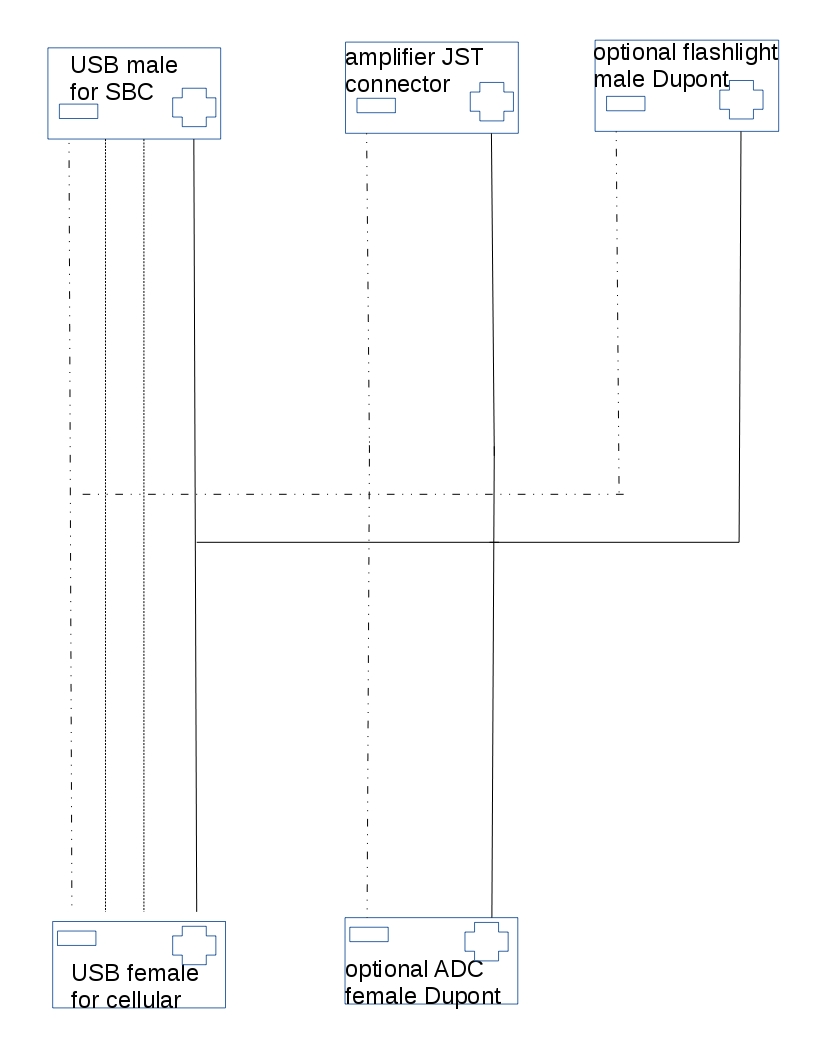 USB male
for SBC
amplifier JST
connector
optional flashlight
male Dupont
USB female
for cellular
optional ADC
female Dupont